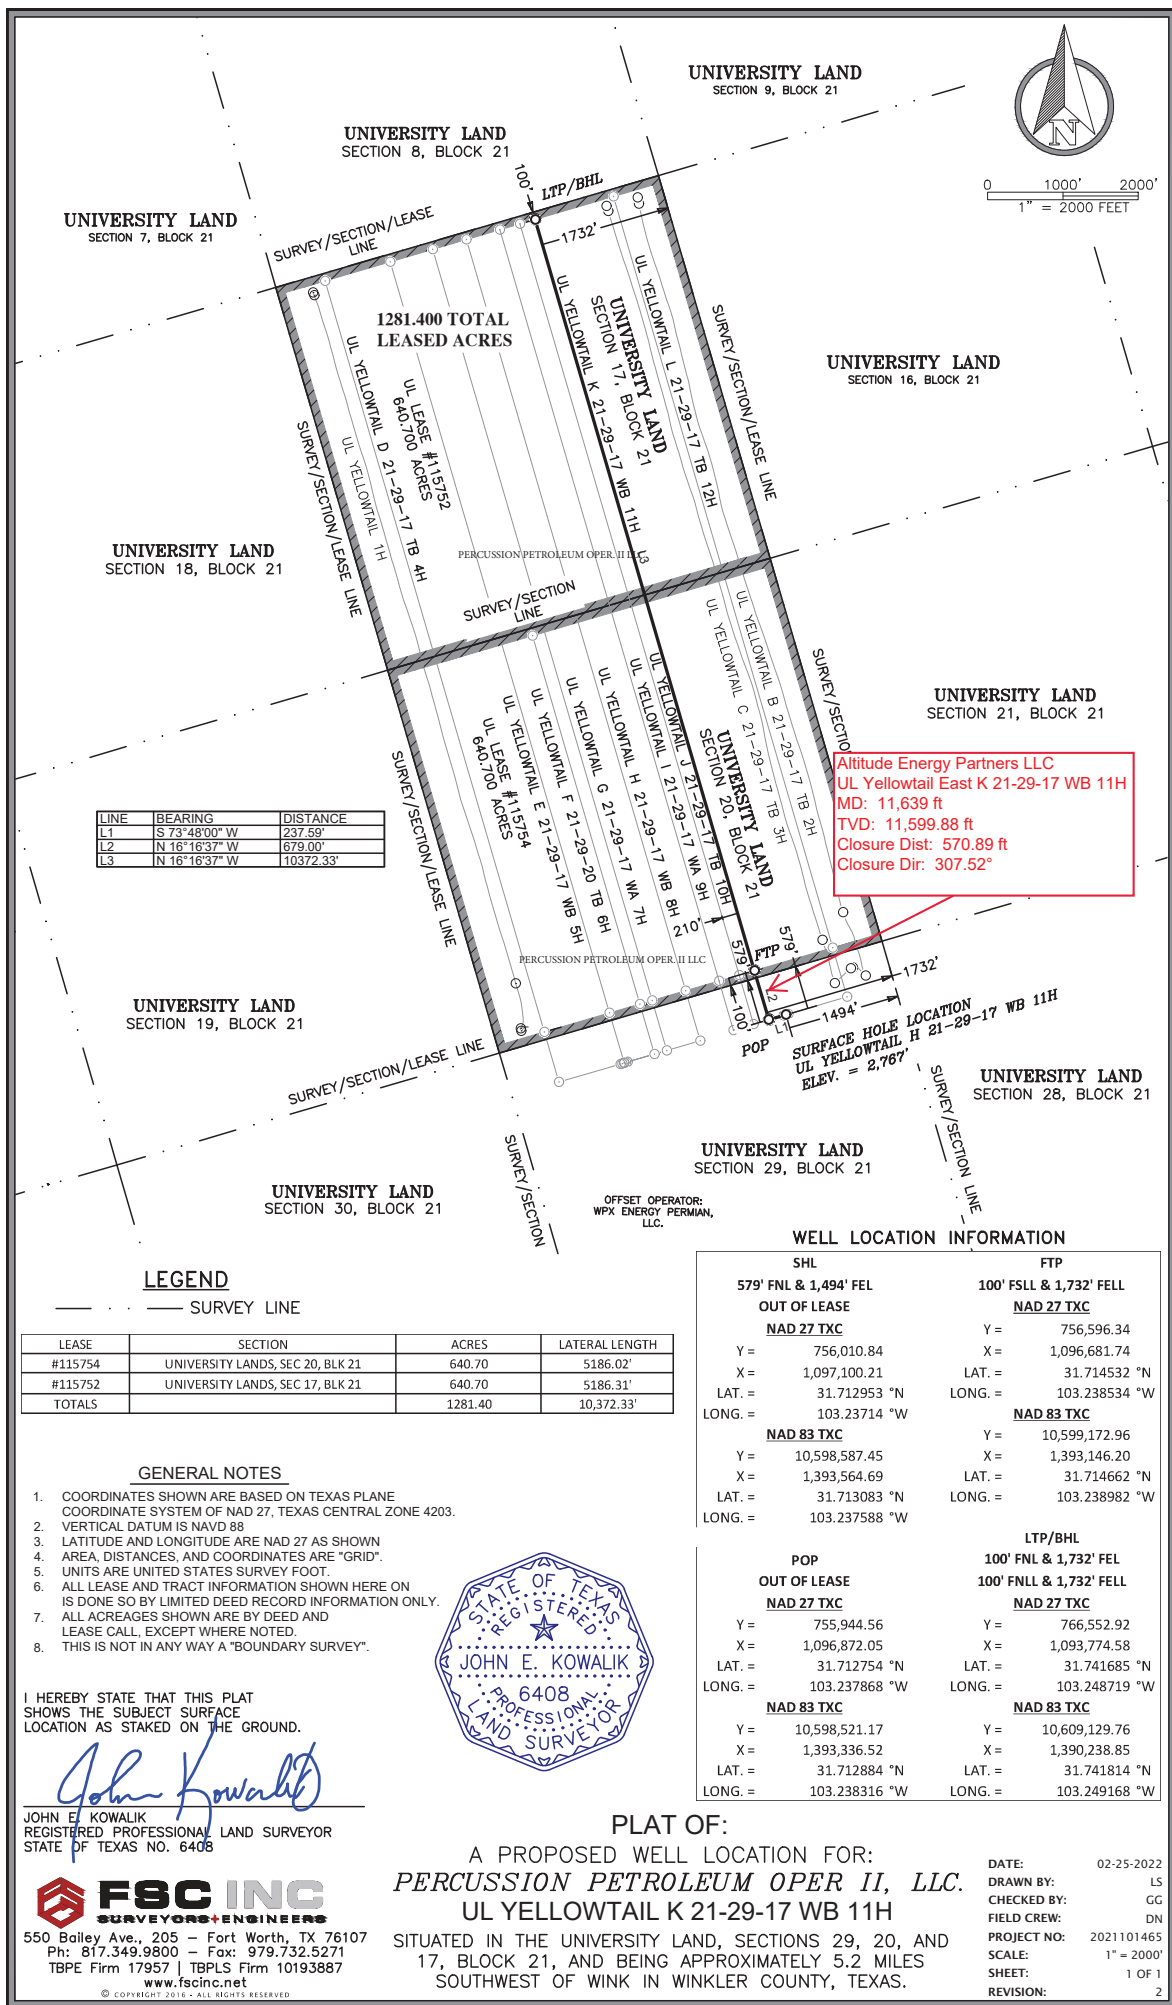 UNIVERSITY LAND
SECTION 9, BLOCK 21
UNIVERSITY LAND
SECTION 8, BLOCK 21
UNIVERSITY LAND
SECTION 7, BLOCK 21
N
0 1000' 2000'
1" = 2000 FEET
SURVEY/SECTION/LEASE
LINE
100'
LTP/BHL
1732'
1281.400 TOTAL
LEASED ACRES
UL YELLOWTAIL D 21-29-17 TB 4H
UL YELLOWTAIL 1H
UL LEASE #115752
640.700 ACRES
UL YELLOWTAIL K 21-29-17 WB 11H
L3
UNIVERSITY LAND
SECTION 17, BLOCK 21
UL YELLOWTAIL L 21-29-17 TB 12H
SURVEY/SECTION/LEASE LINE
SURVEY/SECTION/LEASE LINE
UNIVERSITY LAND
SECTION 16, BLOCK 21
UNIVERSITY LAND
SECTION 18, BLOCK 21
PERCUSSION PETROLEUM OPER. II LLC
SURVEY/SECTION
LINE
UL LEASE #115754
640.700 ACRES
UL YELLOWTAIL E 21-29-17 WB 5H
UL YELLOWTAIL F 21-29-20 TB 6H
UL YELLOWTAIL G 21-29-17 WA 7H
UL YELLOWTAIL H 21-29-17 WB 8H
UL YELLOWTAIL I 21-29-17 WA 9H
UL YELLOWTAIL J 21-29-17 TB 10H
UNIVERSITY LAND
SECTION 20, BLOCK 21
UL YELLOWTAIL C 21-29-17 TB 3H
UL YELLOWTAIL B 21-29-17 TB 2H
SURVEY/SECTION
UNIVERSITY LAND
SECTION 21, BLOCK 21
Altitude Energy Partners LLC
UL Yellowtail East K 21-29-17 WB 11H
MD: 11,639 ft
TVD: 11,599.88 ft
Closure Dist: 570.89 ft
Closure Dir: 307.52°
LINE BEARING DISTANCE
L1 S 73°48'00" W 237.59'
L2 N 16°16'37" W 679.00'
L3 N 16°16'37" W 10372.33'
SURVEY/SECTION/LEASE LINE
PERCUSSION PETROLEUM OPER. II LLC
210'
579'
FTP
579'
1732'
100'
L2
L1
1494'
POP
SURFACE HOLE LOCATION
UL YELLOWTAIL H 21-29-17 WB 11H
ELEV. = 2,767'
UNIVERSITY LAND
SECTION 19, BLOCK 21
SURVEY/SECTION/LEASE LINE
UNIVERSITY LAND
SECTION 28, BLOCK 21
SURVEY/SECTION LINE
SURVEY/SECTION
UNIVERSITY LAND
SECTION 29, BLOCK 21
UNIVERSITY LAND
SECTION 30, BLOCK 21
OFFSET OPERATOR:
WPX ENERGY PERMIAN,
LLC.
WELL LOCATION INFORMATION
SHL
579' FNL & 1,494' FEL
OUT OF LEASE
NAD 27 TXC
Y = 756,010.84
X = 1,097,100.21
LAT. = 31.712953 °N
LONG. = 103.23714 °W
NAD 83 TXC
Y = 10,598,587.45
X = 1,393,564.69
LAT. = 31.713083 °N
LONG. = 103.237588 °W
FTP
100' FSLL & 1,732' FELL
NAD 27 TXC
Y = 756,596.34
X = 1,096,681.74
LAT. = 31.714532 °N
LONG. = 103.238534 °W
NAD 83 TXC
Y = 10,599,172.96
X = 1,393,146.20
LAT. = 31.714662 °N
LONG. = 103.238982 °W
POP
OUT OF LEASE
NAD 27 TXC
Y = 755,944.56
X = 1,096,872.05
LAT. = 31.712754 °N
LONG. = 103.237868 °W
NAD 83 TXC
Y = 10,598,521.17
X = 1,393,336.52
LAT. = 31.712884 °N
LONG. = 103.238316 °W
LTP/BHL
100' FNL & 1,732' FEL
100' FNLL & 1,732' FELL
NAD 27 TXC
Y = 766,552.92
X = 1,093,774.58
LAT. = 31.741685 °N
LONG. = 103.248719 °W
NAD 83 TXC
Y = 10,609,129.76
X = 1,390,238.85
LAT. = 31.741814 °N
LONG. = 103.249168 °W
LEGEND
SURVEY LINE
LEASE SECTION ACRES LATERAL LENGTH
#115754 UNIVERSITY LANDS, SEC 20, BLK 21 640.70 5186.02'
#115752 UNIVERSITY LANDS, SEC 17, BLK 21 640.70 5186.31'
TOTALS 1281.40 10,372.33'
GENERAL NOTES
1. COORDINATES SHOWN ARE BASED ON TEXAS PLANE
COORDINATE SYSTEM OF NAD 27, TEXAS CENTRAL ZONE 4203.
2. VERTICAL DATUM IS NAVD 88
3. LATITUDE AND LONGITUDE ARE NAD 27 AS SHOWN
4. AREA, DISTANCES, AND COORDINATES ARE "GRID".
5. UNITS ARE UNITED STATES SURVEY FOOT.
6. ALL LEASE AND TRACT INFORMATION SHOWN HERE ON
IS DONE SO BY LIMITED DEED RECORD INFORMATION ONLY.
7. ALL ACREAGES SHOWN ARE BY DEED AND
LEASE CALL, EXCEPT WHERE NOTED.
8. THIS IS NOT IN ANY WAY A "BOUNDARY SURVEY".
STATE OF TEXAS
REGISTERED
JOHN E. KOWALIK
6408
PROFESSIONAL
LAND SURVEYOR
I HEREBY STATE THAT THIS PLAT
SHOWS THE SUBJECT SURFACE
LOCATION AS STAKED ON THE GROUND.
John Kowalik
JOHN E. KOWALIK
REGISTERED PROFESSIONAL LAND SURVEYOR
STATE OF TEXAS NO. 6408
FSC INC
SURVEYORS+ENGINEERS
550 Bailey Ave., 205 – Fort Worth, TX 76107
Ph: 817.349.9800 – Fax: 979.732.5271
TBPE Firm 17957 | TBPLS Firm 10193887
www.fscinc.net
© COPYRIGHT 2016 - ALL RIGHTS RESERVED
PLAT OF:
A PROPOSED WELL LOCATION FOR:
PERCUSSION PETROLEUM OPER II, LLC.
UL YELLOWTAIL K 21-29-17 WB 11H
SITUATED IN THE UNIVERSITY LAND, SECTIONS 29, 20, AND
17, BLOCK 21, AND BEING APPROXIMATELY 5.2 MILES
SOUTHWEST OF WINK IN WINKLER COUNTY, TEXAS.
DATE: 02-25-2022
DRAWN BY: LS
CHECKED BY: GG
FIELD CREW: DN
PROJECT NO: 2021101465
SCALE: 1" = 2000'
SHEET: 1 OF 1
REVISION: 2